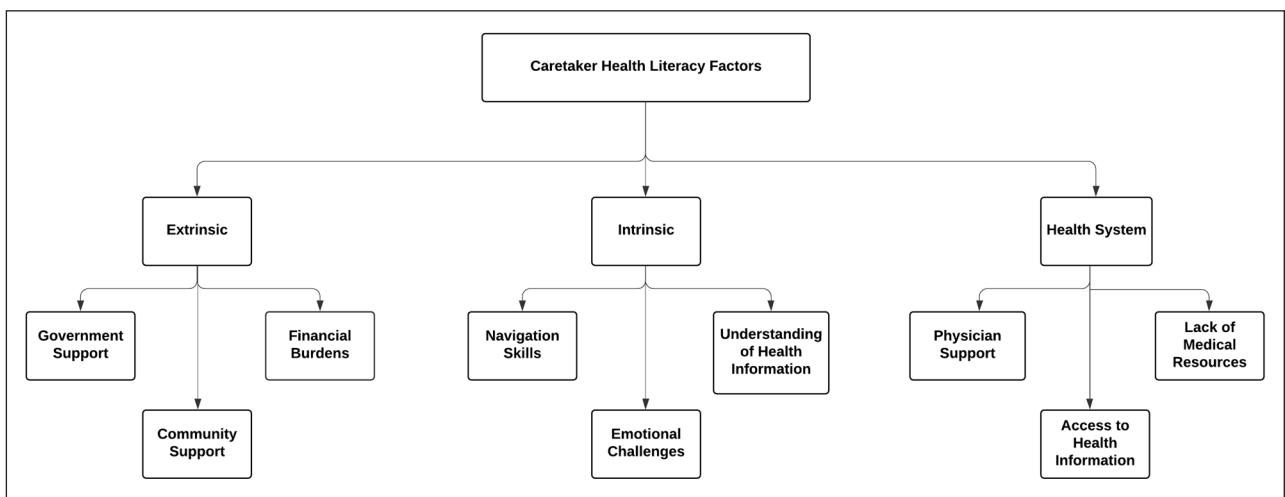 Caretaker Health Literacy Factors
Extrinsic
Intrinsic
Health System
Government
Support
Financial
Burdens
Navigation
Skills
Understanding
of Health
Information
Physician
Support
Lack of
Medical
Resources
Community
Support
Emotional
Challenges
Access to
Health
Information